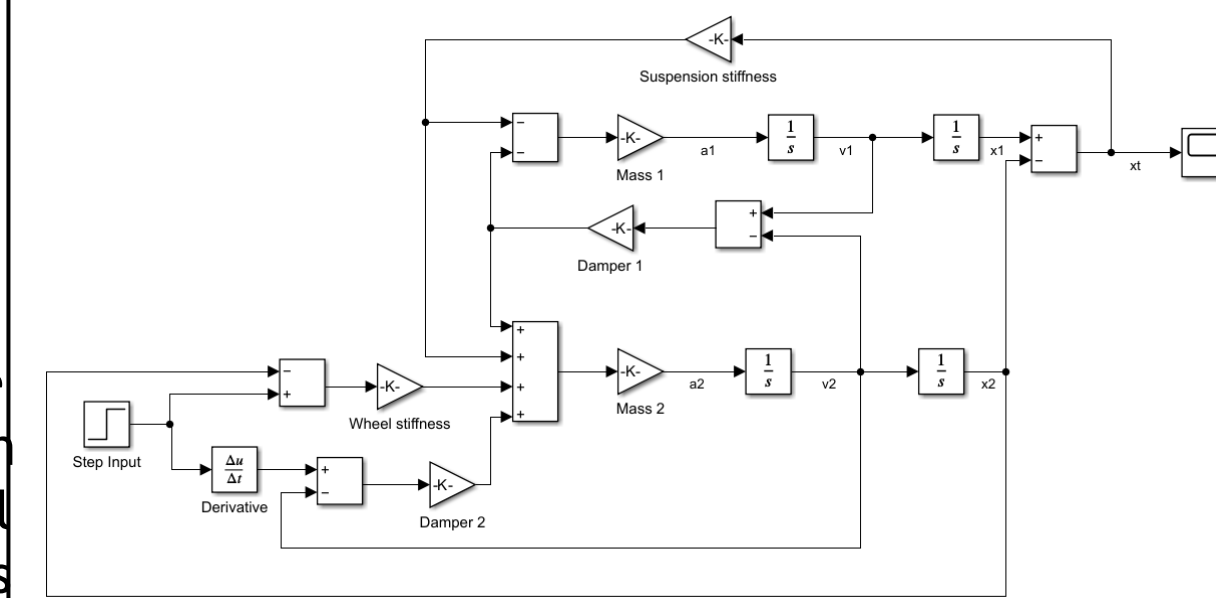 -K-
Suspension stiffness
−
−
-K-
Mass 1
a1
1
s
v1
1
s
x1
+
−
xt
+
−
-K-
Damper 1
+
+
+
+
-K-
Mass 2
a2
1
s
v2
1
s
x2
−
+
-K-
Wheel stiffness
Step Input
Δu
Δt
Derivative
+
−
-K-
Damper 2